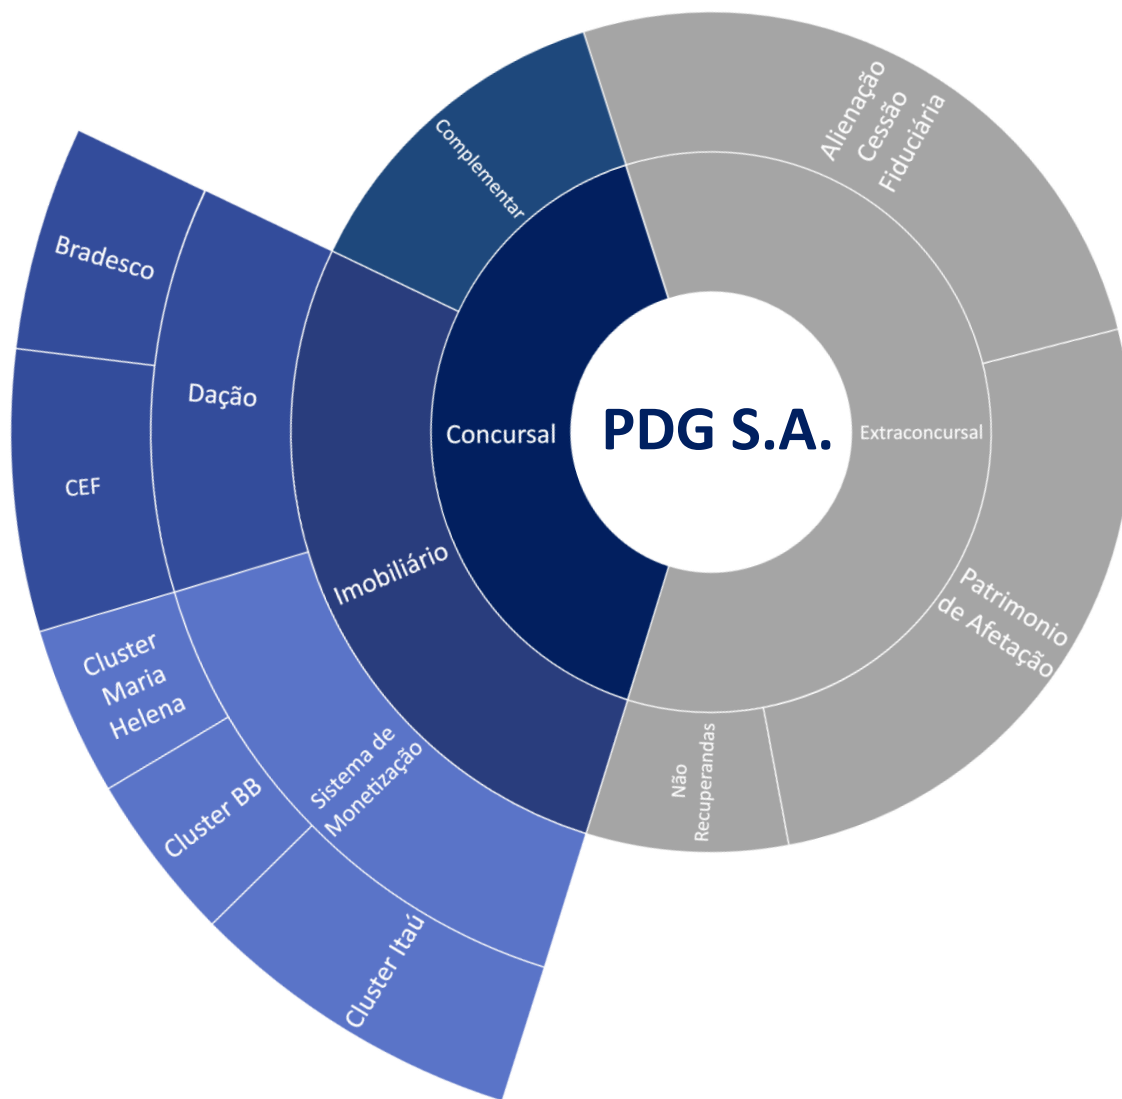 PDG S.A.
Concursal
Extraconcursal
Complementar
Imobiliário
Dação
Bradesco
CEF
Sistema de
Monetização
Cluster
Maria
Helena
Cluster BB
Cluster Itaú
Alienação
Cessão
Fiduciária
Patrimonio
de Afetação
Não
Recuperandas